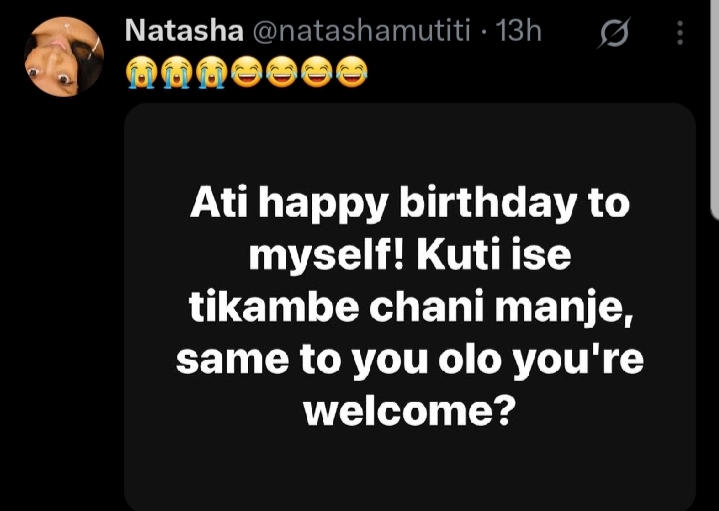 Natasha @natashamutiti · 13h
😭😭😭😂😂😂😂
Ati happy birthday to
myself! Kuti ise
tikambe chani manje,
same to you olo you're
welcome?